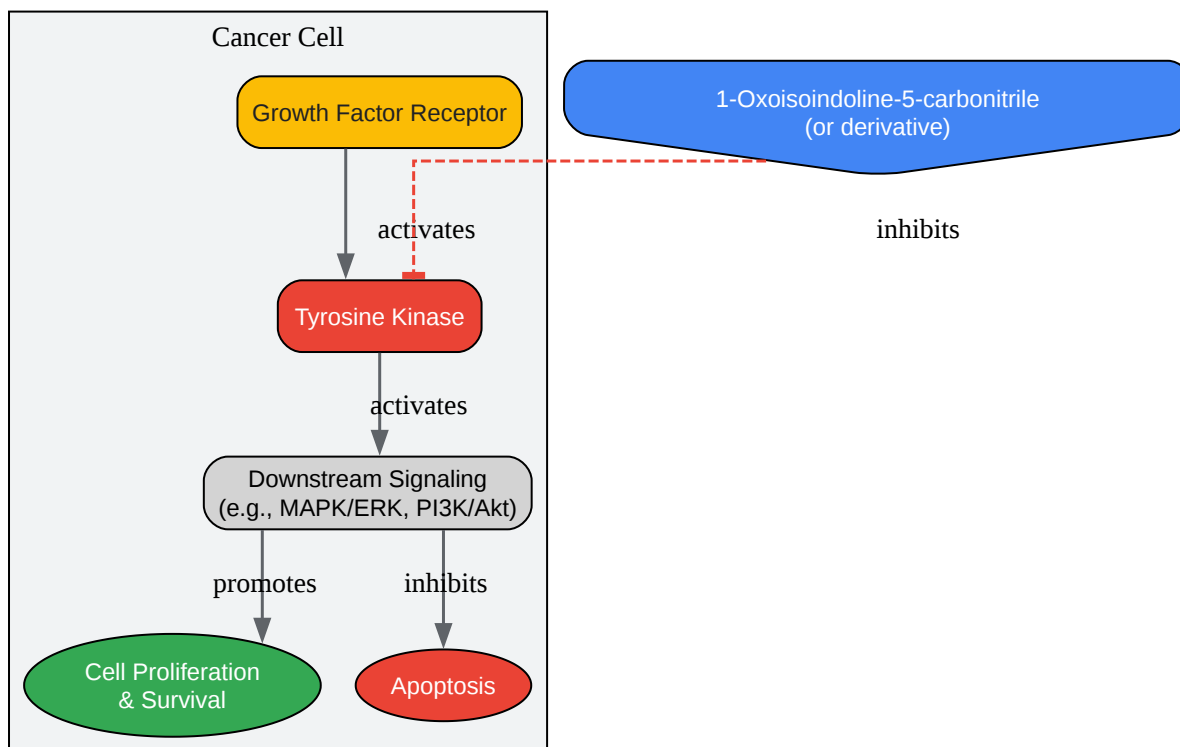 Cancer Cell
Growth Factor Receptor
1-Oxoisoindoline-5-carbonitrile
(or derivative)
activates
inhibits
Tyrosine Kinase
activates
Downstream Signaling
(e.g., MAPK/ERK, PI3K/Akt)
promotes
inhibits
Cell Proliferation
& Survival
Apoptosis